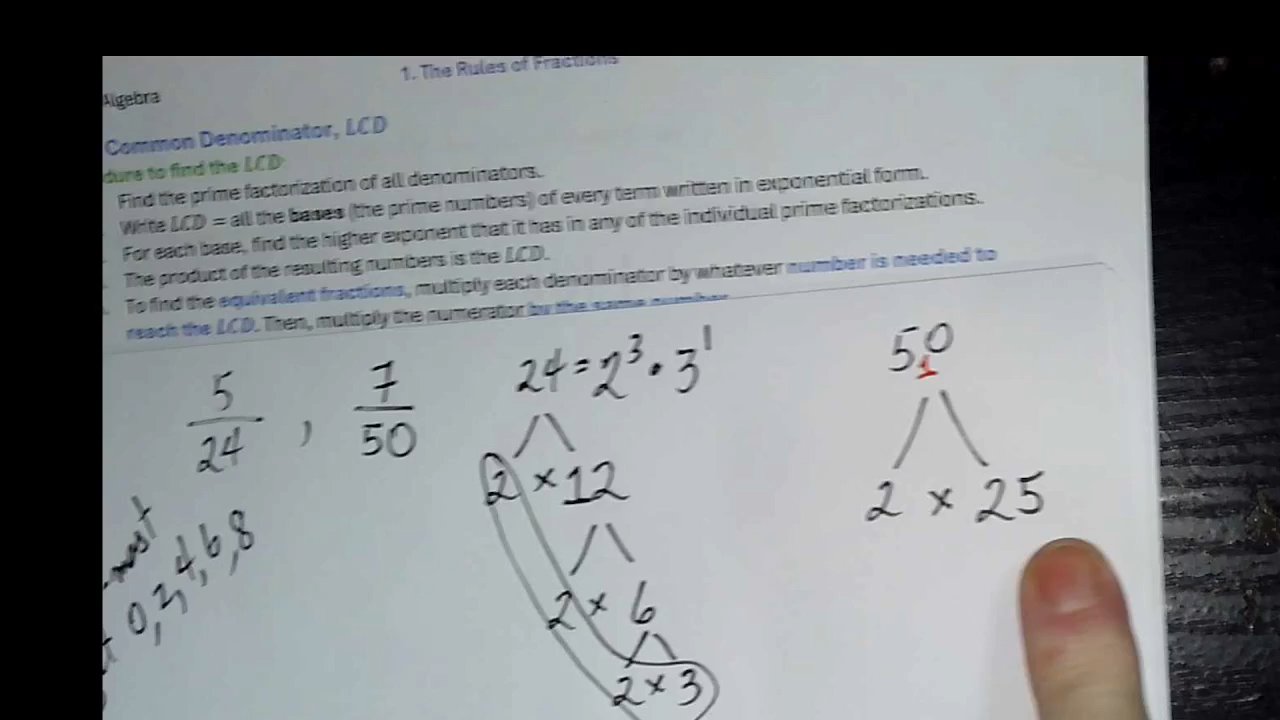 1. The Rules of Fractions
Algebra
Common Denominator, LCD
dure to find the LCD
Find the prime factorization of all denominators.
Write LCD = all the bases (the prime numbers) of every term written in exponential form.
For each base, find the higher exponent that it has in any of the individual prime factorizations.
The product of the resulting numbers is the LCD.
To find the equivalent fractions, multiply each denominator by whatever number is needed to
reach the LCD. Then, multiply the numerator by the same number
5/24 , 7/50
24 = 2³ • 3¹
2 × 12
2 × 6
2 × 3
50
1
2 × 25
0, 2, 4, 6, 8